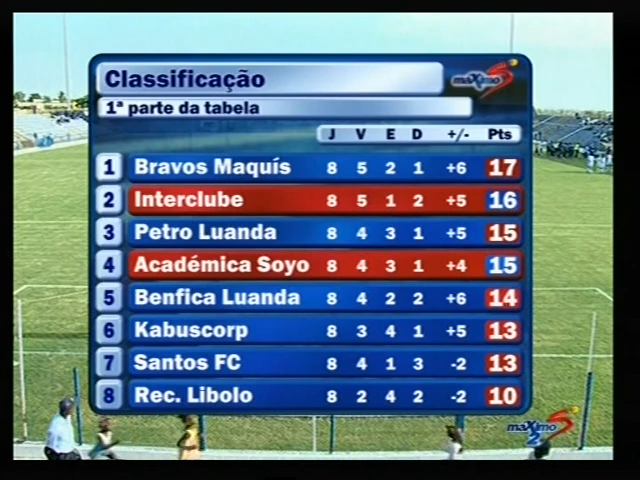 Classificação
maXimo S
1ª parte da tabela
J V E D +/- Pts
1 Bravos Maquís 8 5 2 1 +6 17
2 Interclube 8 5 1 2 +5 16
3 Petro Luanda 8 4 3 1 +5 15
4 Académica Soyo 8 4 3 1 +4 15
5 Benfica Luanda 8 4 2 2 +6 14
6 Kabuscorp 8 3 4 1 +5 13
7 Santos FC 8 4 1 3 -2 13
8 Rec. Libolo 8 2 4 2 -2 10
maXimo S
2